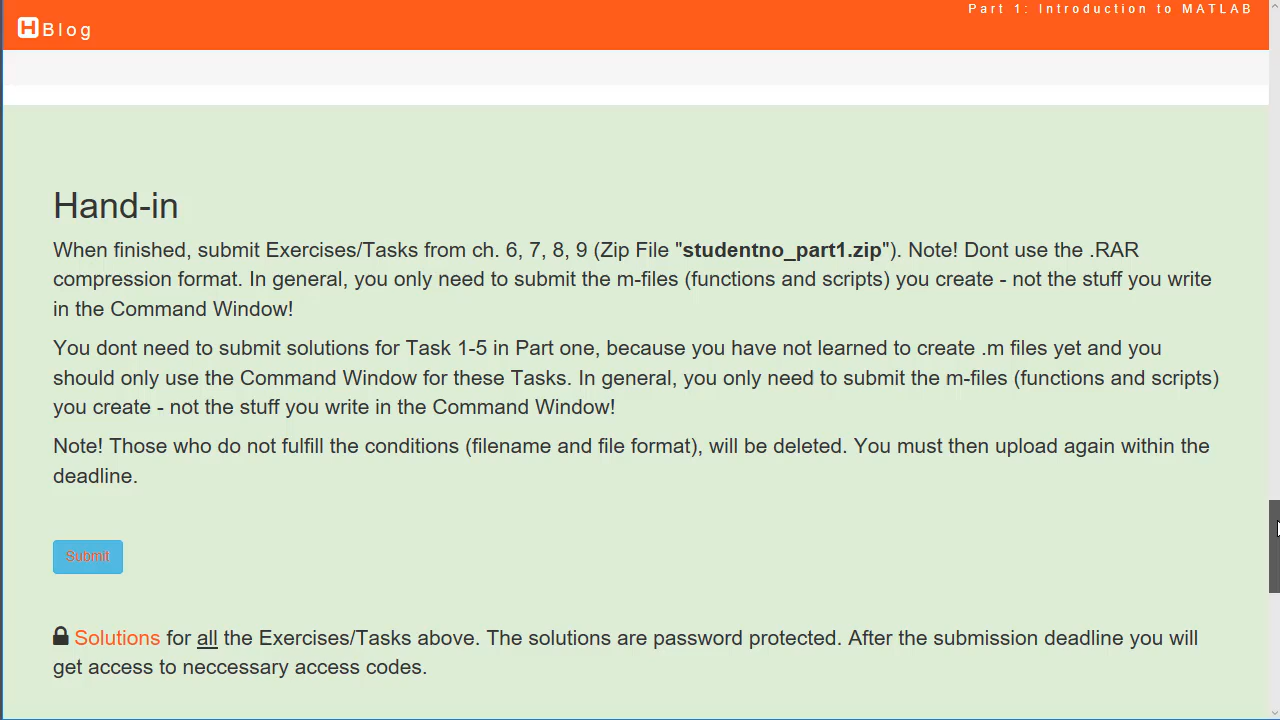 Part 1: Introduction to MATLAB
H Blog
Hand-in
When finished, submit Exercises/Tasks from ch. 6, 7, 8, 9 (Zip File "studentno_part1.zip"). Note! Dont use the .RAR
compression format. In general, you only need to submit the m-files (functions and scripts) you create - not the stuff you write
in the Command Window!
You dont need to submit solutions for Task 1-5 in Part one, because you have not learned to create .m files yet and you
should only use the Command Window for these Tasks. In general, you only need to submit the m-files (functions and scripts)
you create - not the stuff you write in the Command Window!
Note! Those who do not fulfill the conditions (filename and file format), will be deleted. You must then upload again within the
deadline.
Submit
Solutions for all the Exercises/Tasks above. The solutions are password protected. After the submission deadline you will
get access to neccessary access codes.